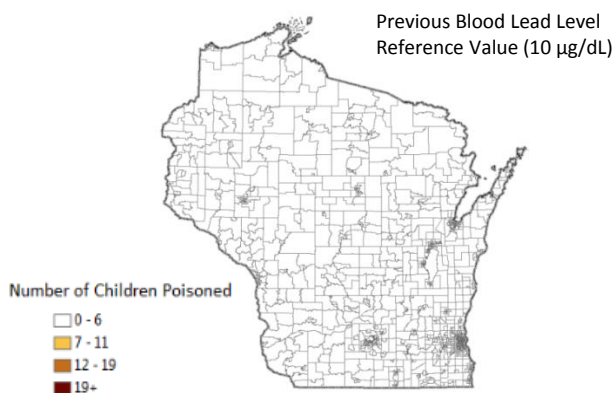 Previous Blood Lead Level
Reference Value (10 µg/dL)
Number of Children Poisoned
0 - 6
7 - 11
12 - 19
19+